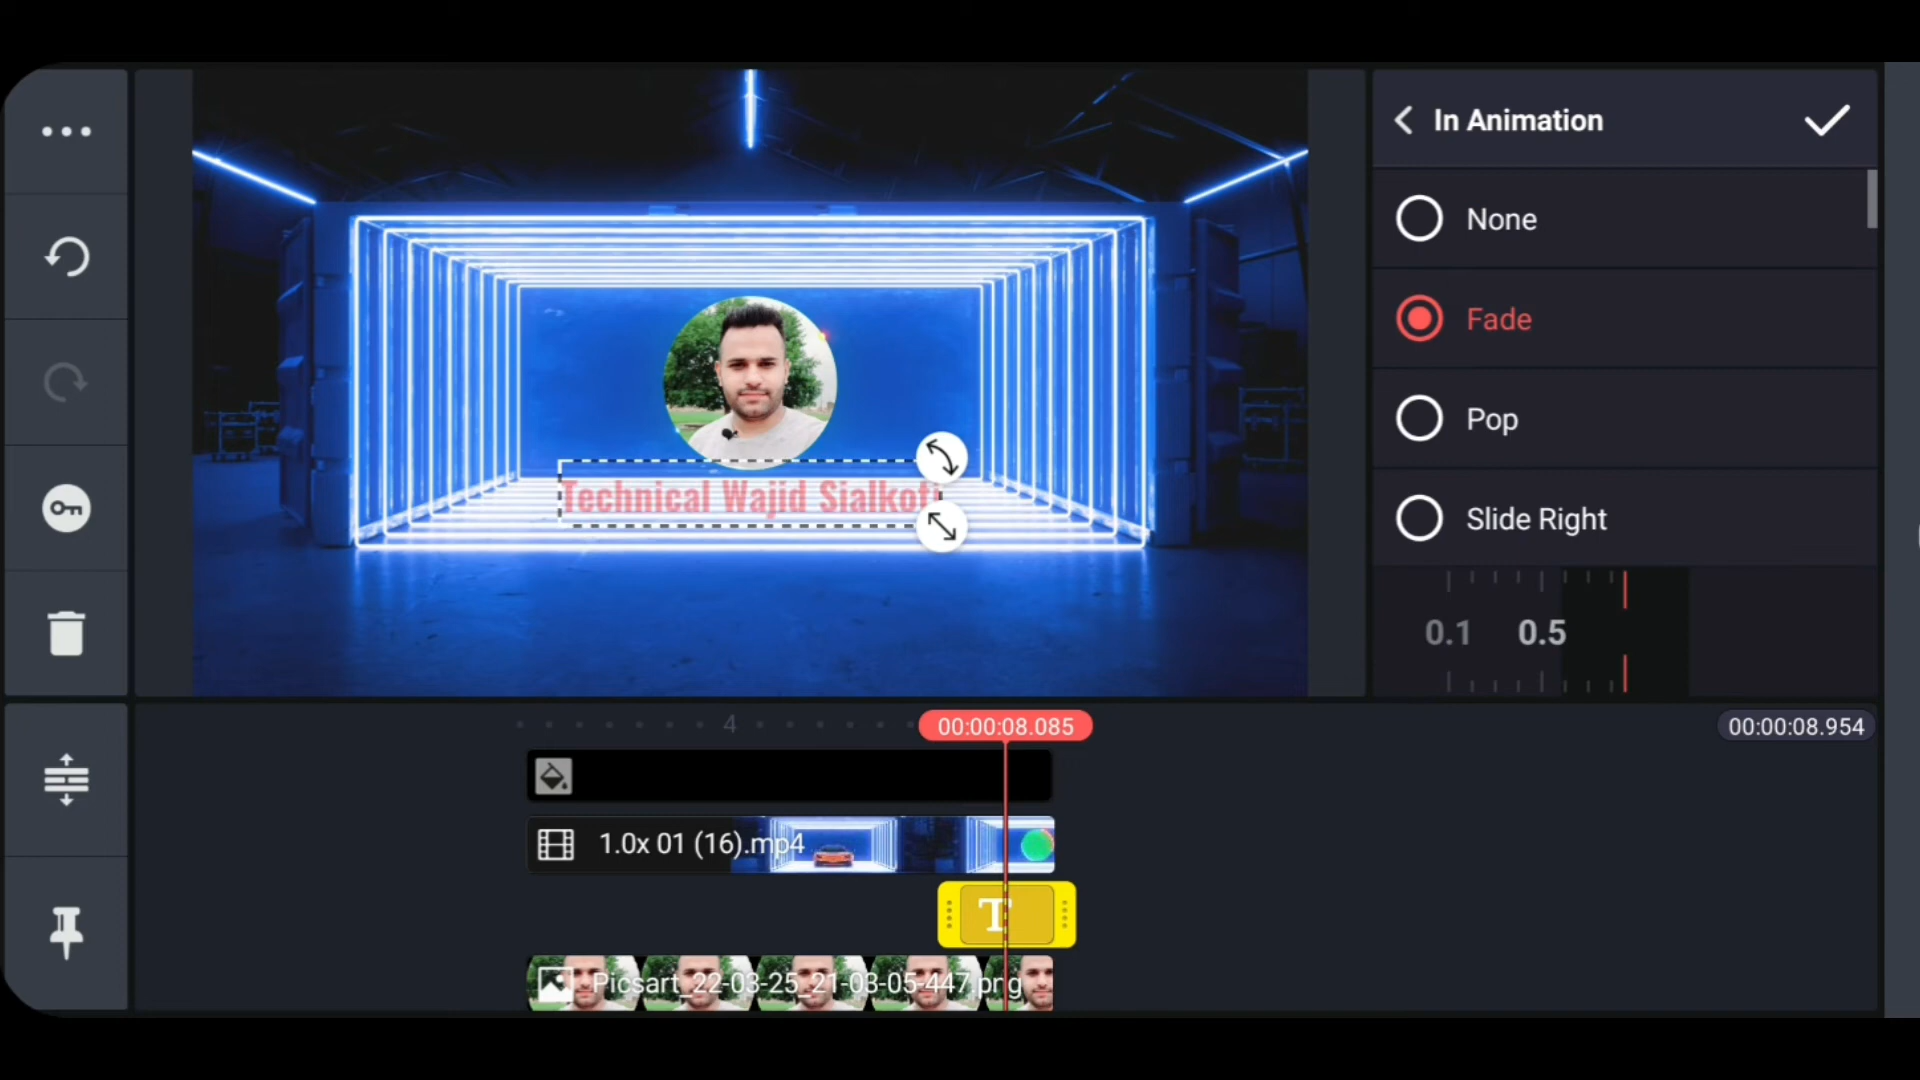 In Animation
None
Fade
Pop
Slide Right
0.1 0.5
Technical Wajid Sialkoti
4
00:00:08.085
00:00:08.954
1.0x 01 (16).mp4
T
Picsart_22-03-25_21-03-05-447.png